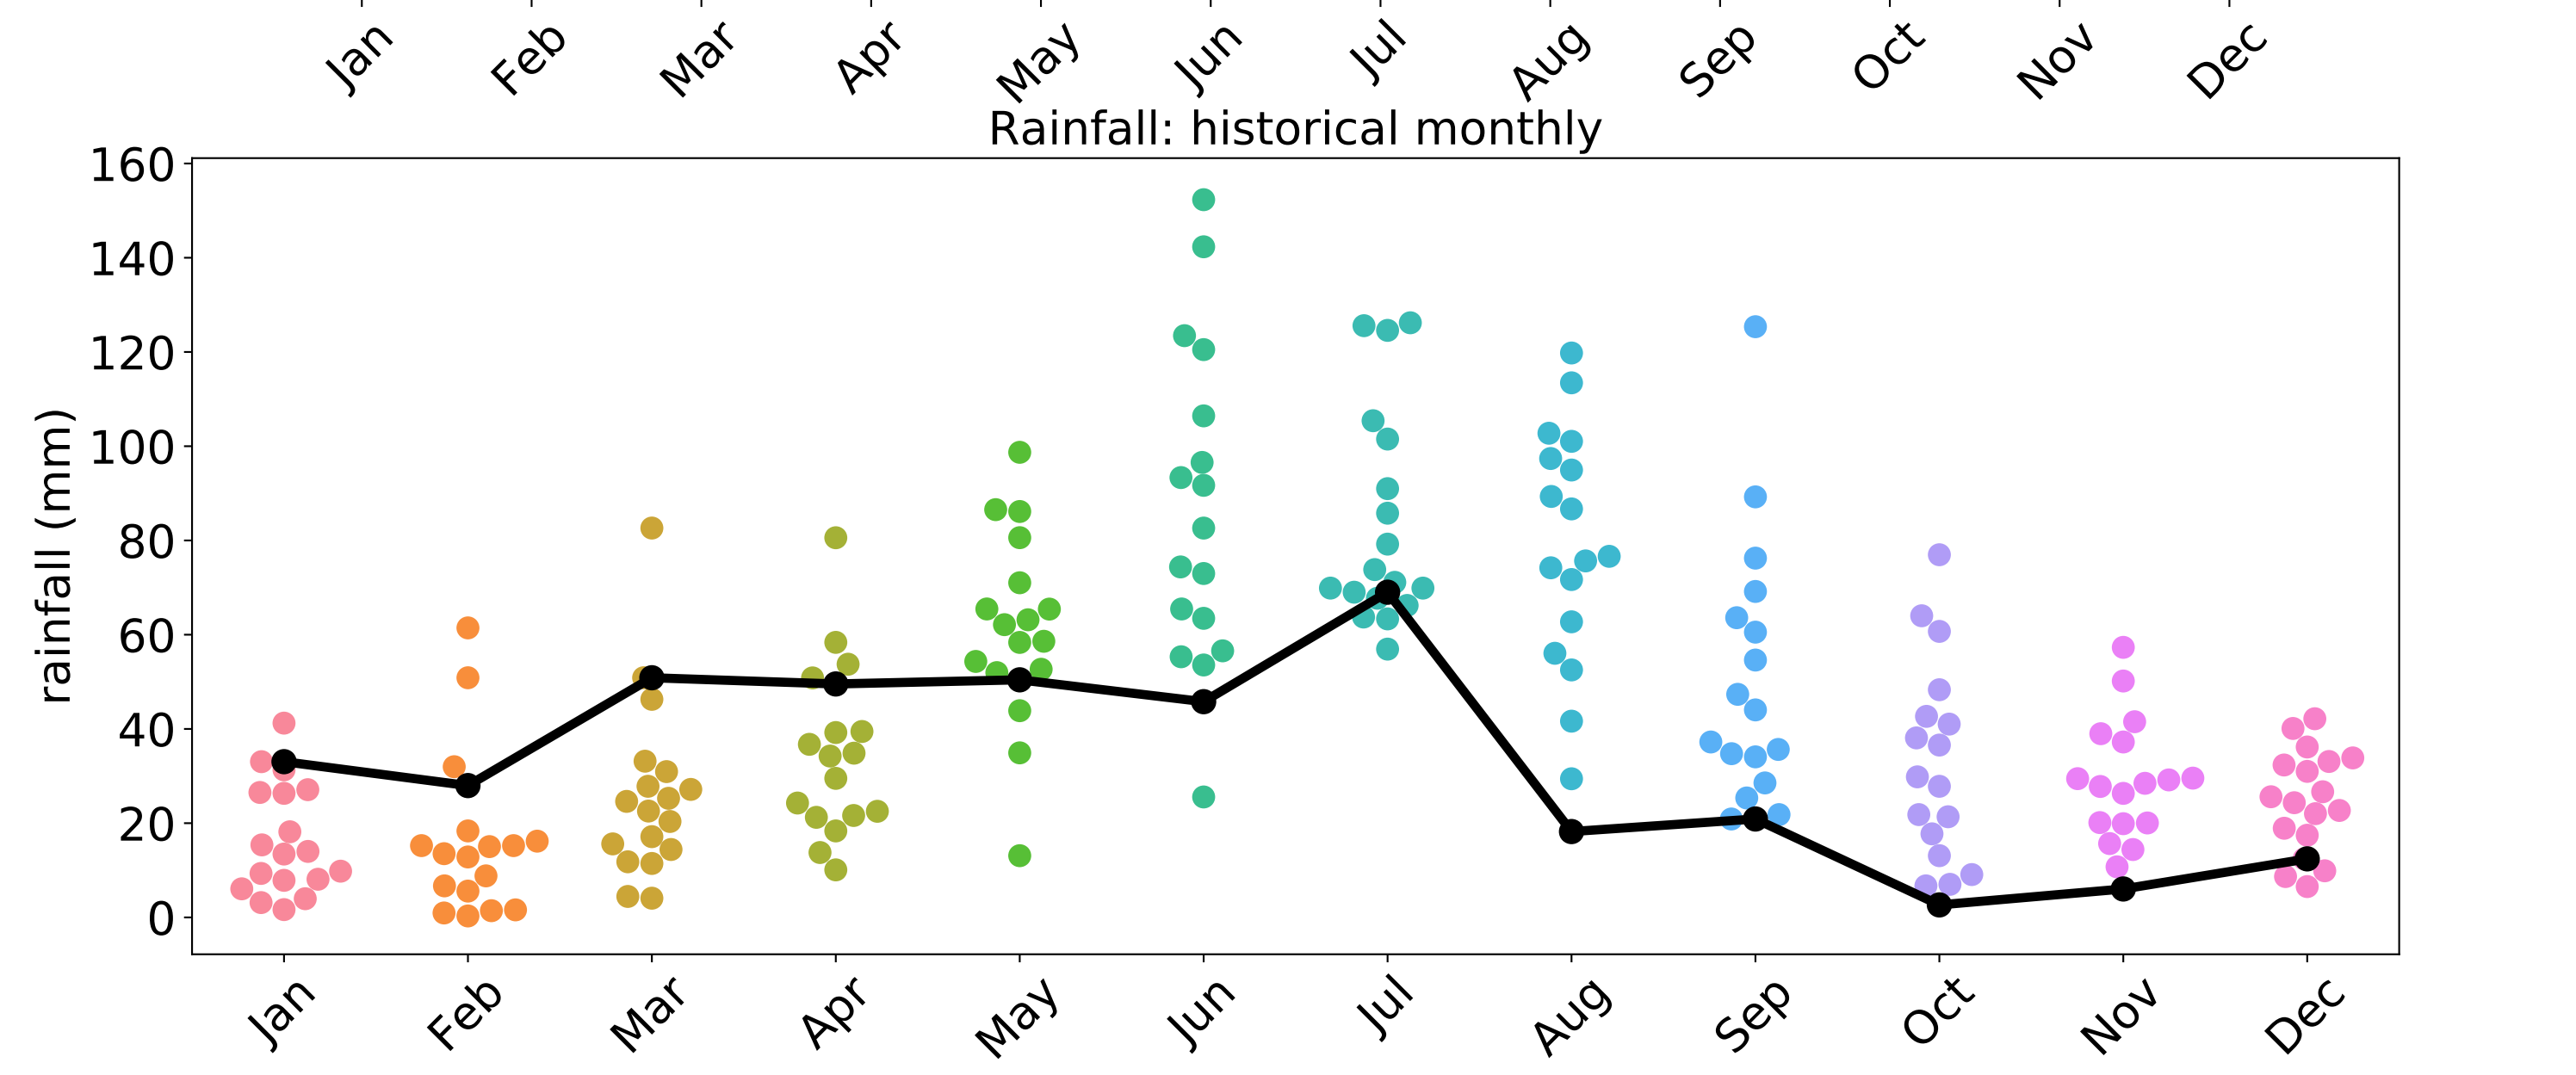 Jan Feb Mar Apr May Jun Jul Aug Sep Oct Nov Dec
Rainfall: historical monthly
rainfall (mm)
160
140
120
100
80
60
40
20
0
Jan Feb Mar Apr May Jun Jul Aug Sep Oct Nov Dec